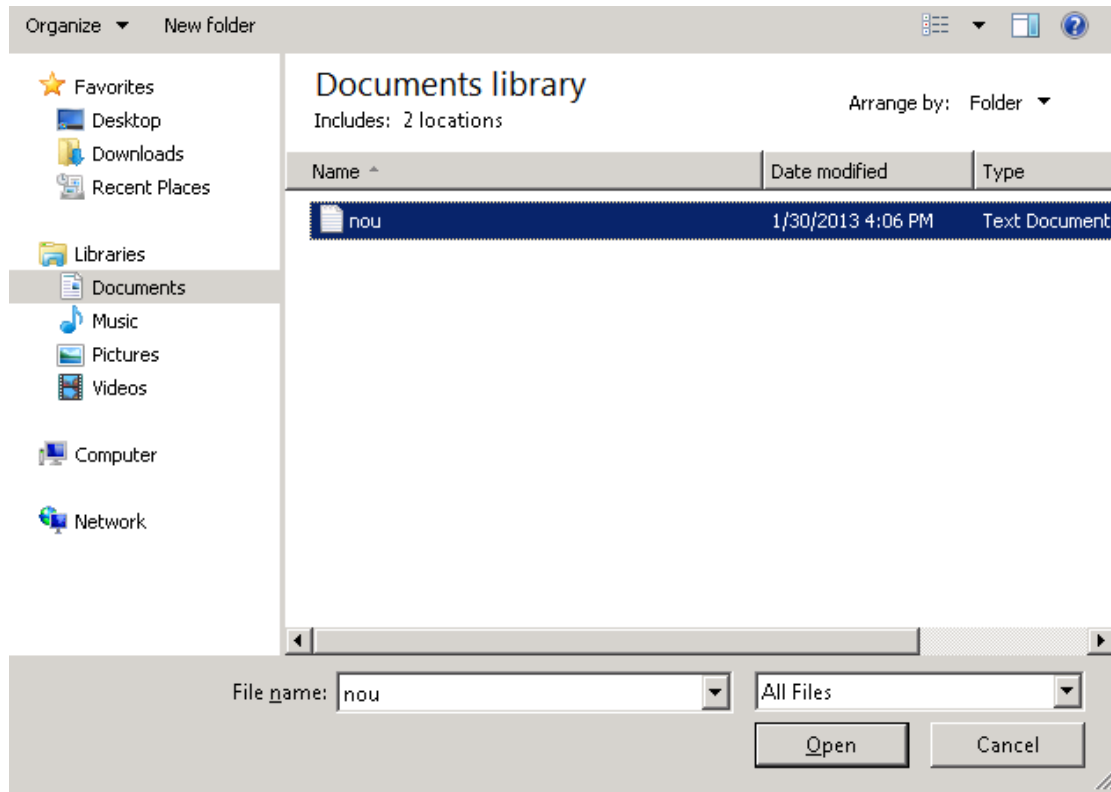 Organize New folder
Favorites
Desktop
Downloads
Recent Places
Libraries
Documents
Music
Pictures
Videos
Computer
Network
Documents library
Includes: 2 locations
Arrange by: Folder
Name Date modified Type
nou 1/30/2013 4:06 PM Text Document
File name: nou All Files
Open Cancel